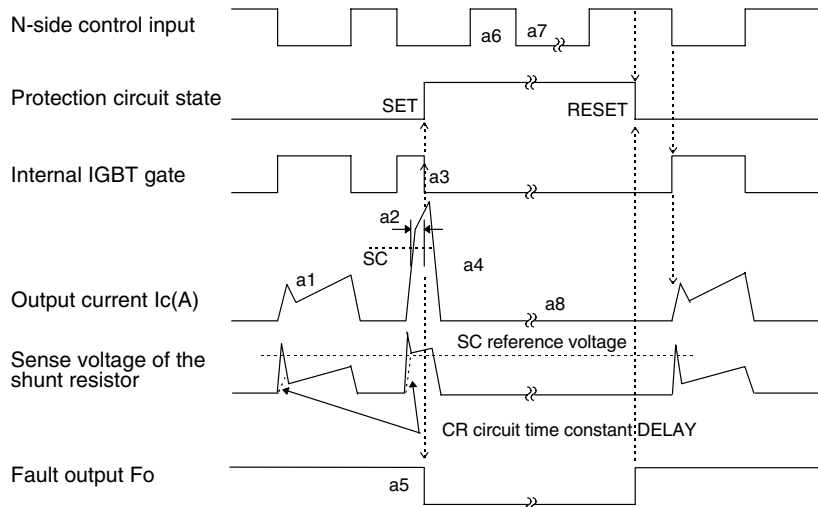 N-side control input
a6
a7
Protection circuit state
SET
RESET
Internal IGBT gate
a3
a2
SC
a4
a1
Output current Ic(A)
a8
SC reference voltage
Sense voltage of the
shunt resistor
CR circuit time constant DELAY
Fault output Fo
a5